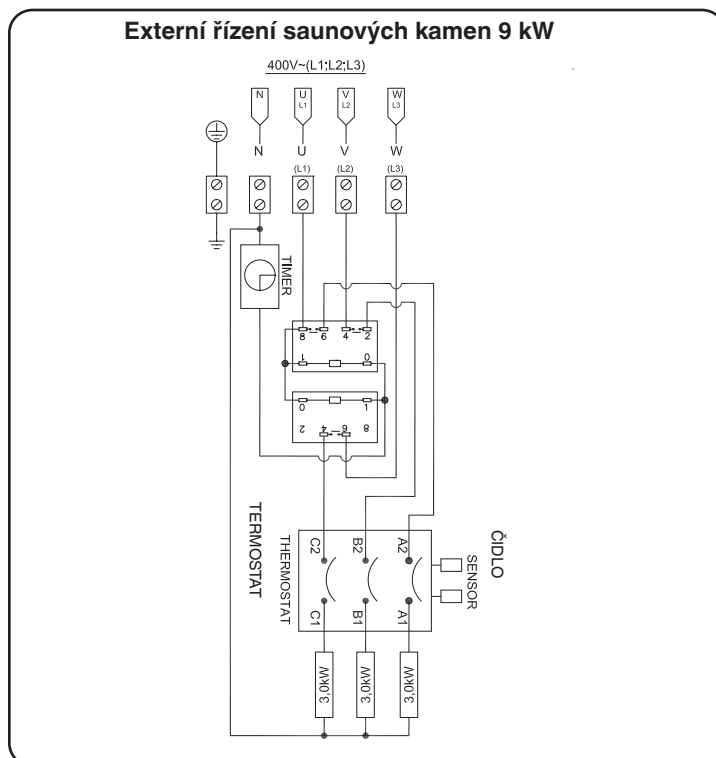 Externí řízení saunových kamen 9 kW
400V~(L1;L2;L3)
N
U
L1
V
L2
W
L3
N
U
V
W
(L1)
(L2)
(L3)
TIMER
8
6
4
2
1
0
0
1
2
4
6
8
TERMOSTAT
THERMOSTAT
C2
B2
A2
ČIDLO
SENSOR
C1
B1
A1
3,0kW
3,0kW
3,0kW